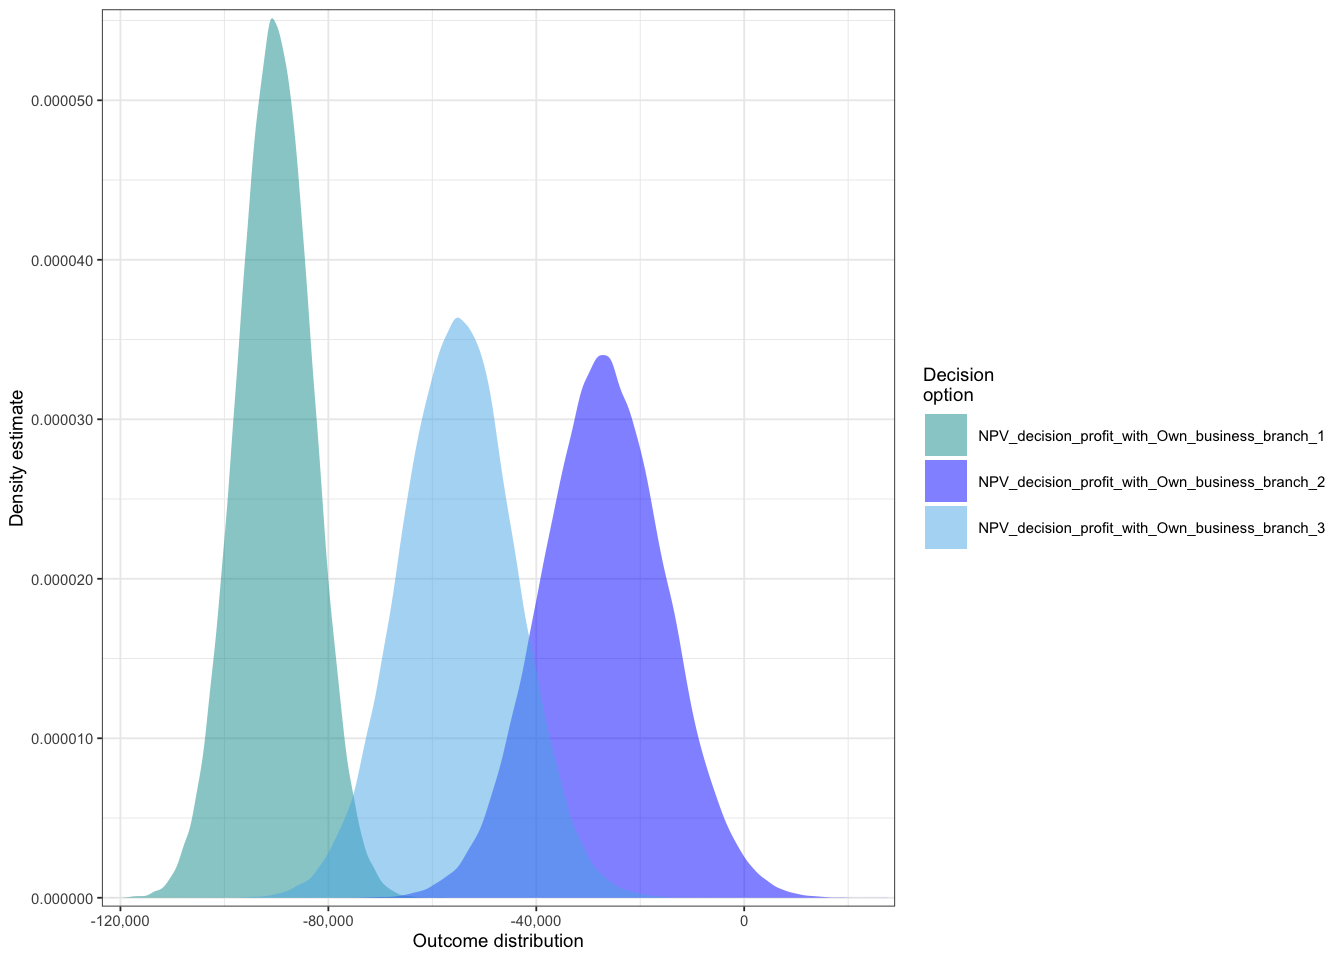 0.000050
0.000040
0.000030
0.000020
0.000010
0.000000
Density estimate
-120,000
-80,000
-40,000
0
Outcome distribution
Decision
option
NPV_decision_profit_with_Own_business_branch_1
NPV_decision_profit_with_Own_business_branch_2
NPV_decision_profit_with_Own_business_branch_3